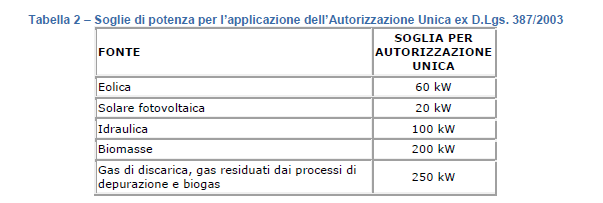 Tabella 2 – Soglie di potenza per l’applicazione dell’Autorizzazione Unica ex D.Lgs. 387/2003
FONTE
SOGLIA PER
AUTORIZZAZIONE
UNICA
Eolica 60 kW
Solare fotovoltaica 20 kW
Idraulica 100 kW
Biomasse 200 kW
Gas di discarica, gas residuati dai processi di
depurazione e biogas 250 kW